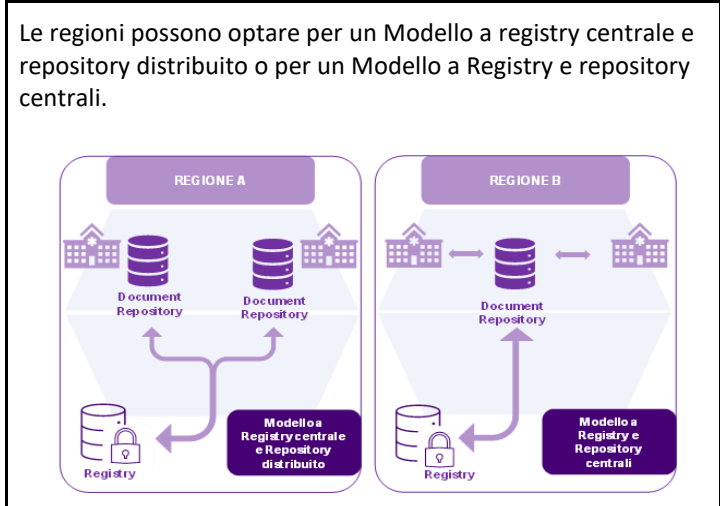 Le regioni possono optare per un Modello a registry centrale e
repository distribuito o per un Modello a Registry e repository
centrali.
REGIONE A
Document
Repository
Document
Repository
Registry
Modello a
Registry centrale
e Repository
distribuito
REGIONE B
Document
Repository
Registry
Modello a
Registry e
Repository
centrali